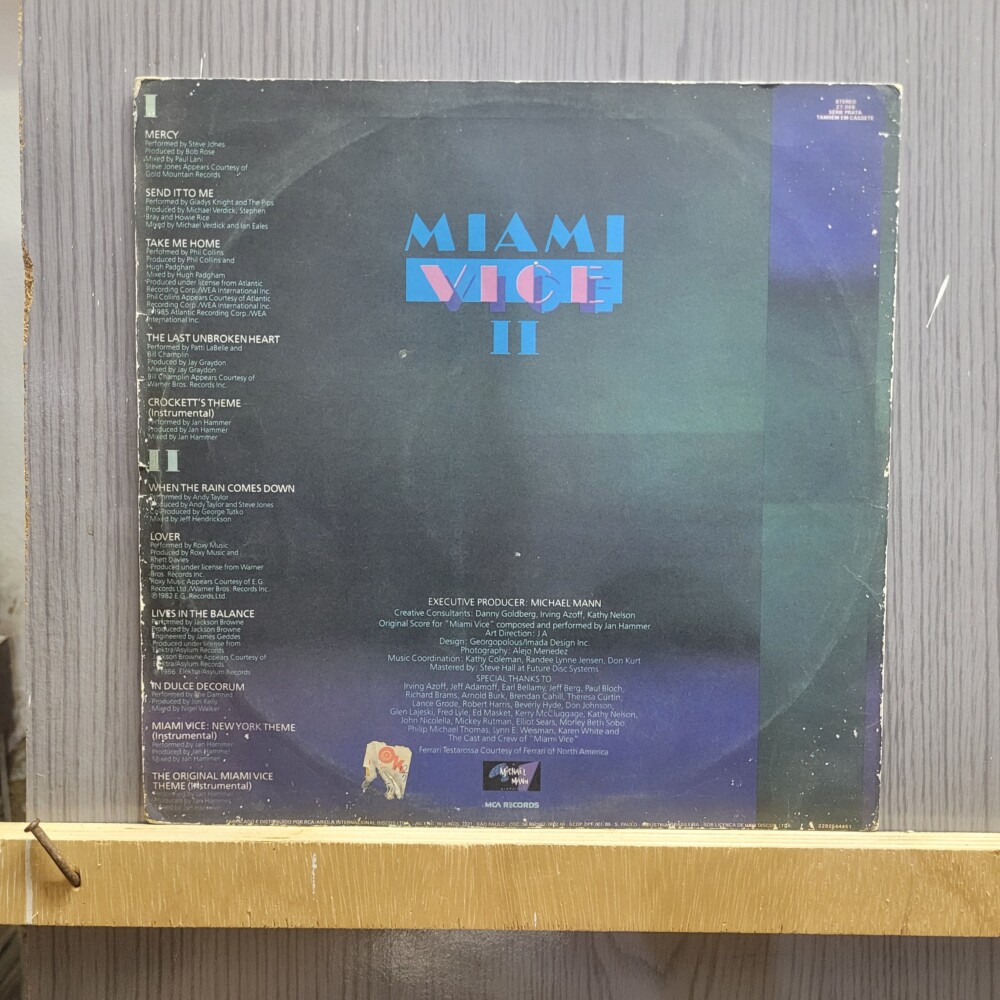 I
MERCY
Performed by Steve Jones
Produced by Bob Rose
Mixed by Paul Lani
Steve Jones Appears Courtesy of
Gold Mountain Records
SEND IT TO ME
Performed by Gladys Knight and The Pips
Produced by Michael Verdick, Stephen
Bray and Howie Rice
Mixed by Michael Verdick and Ian Eales
TAKE ME HOME
Performed by Phil Collins
Produced by Phil Collins and
Hugh Padgham
Mixed by Hugh Padgham
Produced under license from Atlantic
Recording Corp./WEA International Inc.
Phil Collins Appears Courtesy of Atlantic
Recording Corp./WEA International Inc.
℗1985 Atlantic Recording Corp./WEA
International Inc.
THE LAST UNBROKEN HEART
Performed by Patti LaBelle and
Bill Champlin
Produced by Jay Graydon
Mixed by Jay Graydon
Bill Champlin Appears Courtesy of
Warner Bros. Records Inc.
CROCKETT'S THEME
(Instrumental)
Performed by Jan Hammer
Produced by Jan Hammer
Mixed by Jan Hammer
II
WHEN THE RAIN COMES DOWN
Performed by Andy Taylor
Produced by Andy Taylor and Steve Jones
Co-Produced by George Tutko
Mixed by Jeff Hendrickson
LOVER
Performed by Roxy Music
Produced by Roxy Music and
Rhett Davies
Produced under license from Warner
Bros. Records Inc.
Roxy Music Appears Courtesy of E.G.
Records Ltd./Warner Bros. Records Inc.
℗1982 E.G. Records Ltd.
LIVES IN THE BALANCE
Performed by Jackson Browne
Produced by Jackson Browne
Engineered by James Geddes
Produced under license from
Elektra/Asylum Records
Jackson Browne Appears Courtesy of
Elektra/Asylum Records
℗1986 Elektra/Asylum Records
IN DULCE DECORUM
Performed by The Damned
Produced by Jon Kelly
Mixed by Nigel Walker
MIAMI VICE: NEW YORK THEME
(Instrumental)
Performed by Jan Hammer
Produced by Jan Hammer
Mixed by Jan Hammer
THE ORIGINAL MIAMI VICE
THEME (Instrumental)
Performed by Jan Hammer
Produced by Jan Hammer
Mixed by Jan Hammer
STEREO
SÉRIE PRATA
TAMBÉM EM CASSETE
MIAMI
VICE
II
EXECUTIVE PRODUCER: MICHAEL MANN
Creative Consultants: Danny Goldberg, Irving Azoff, Kathy Nelson
Original Score for "Miami Vice" composed and performed by Jan Hammer
Art Direction: J A
Design: Georgopolous/Imada Design Inc.
Photography: Alejo Menedez
Music Coordination: Kathy Coleman, Randee Lynne Jensen, Don Kurt
Mastered by: Steve Hall at Future Disc Systems
SPECIAL THANKS TO
Irving Azoff, Jeff Adamoff, Earl Bellamy, Jeff Berg, Paul Bloch,
Richard Brams, Arnold Burk, Brendan Cahill, Theresa Curtin,
Lance Grode, Robert Harris, Beverly Hyde, Don Johnson,
Glen Lajeski, Fred Lyle, Ed Masket, Kerry McCluggage, Kathy Nelson,
John Nicolella, Mickey Rutman, Elliot Sears, Morley Beth Sobo,
Philip Michael Thomas, Lynn E. Weisman, Karen White and
The Cast and Crew of "Miami Vice"
Ferrari Testarossa Courtesy of Ferrari of North America
MICHAEL
MANN
MCA RECORDS